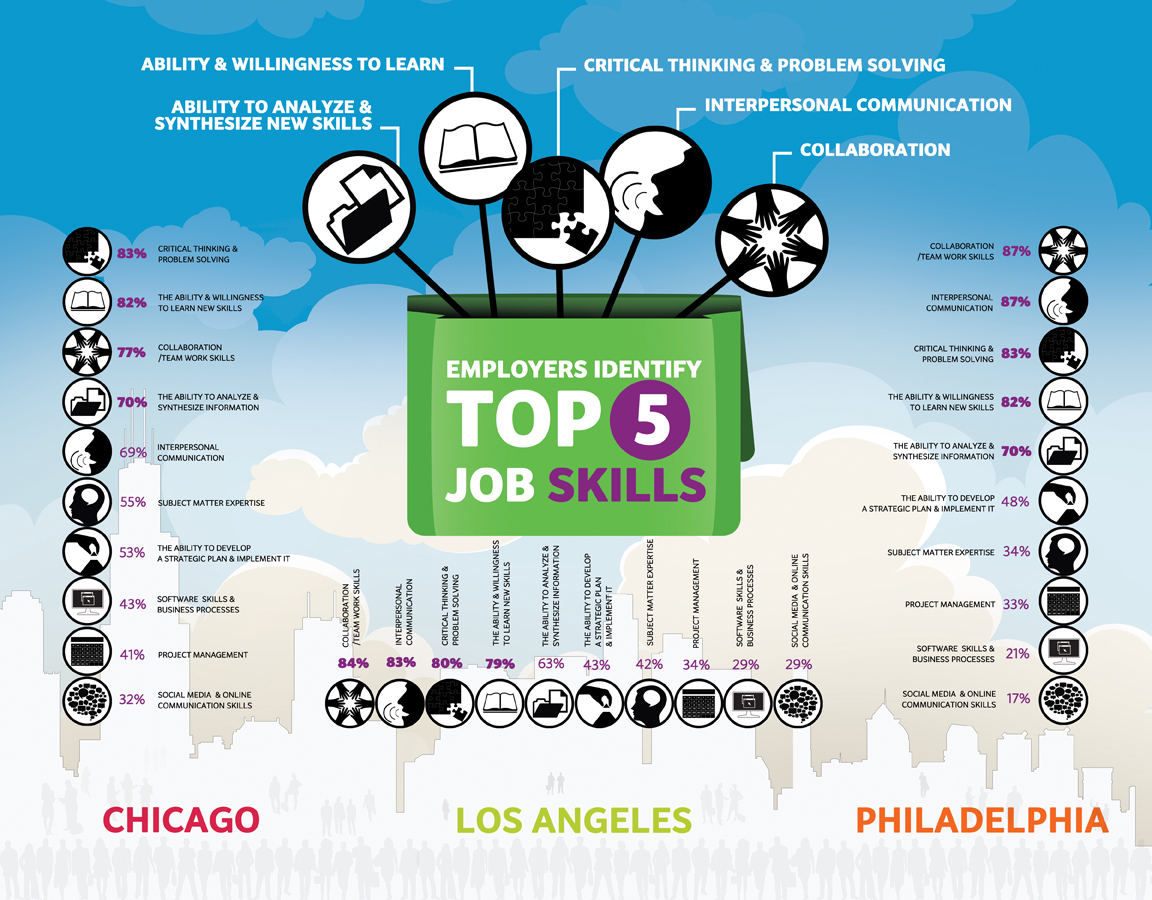 ABILITY & WILLINGNESS TO LEARN
ABILITY TO ANALYZE &
SYNTHESIZE NEW SKILLS
CRITICAL THINKING & PROBLEM SOLVING
INTERPERSONAL COMMUNICATION
COLLABORATION
EMPLOYERS IDENTIFY
TOP 5
JOB SKILLS
83% CRITICAL THINKING &
PROBLEM SOLVING
82% THE ABILITY & WILLINGNESS
TO LEARN NEW SKILLS
77% COLLABORATION
/TEAM WORK SKILLS
70% THE ABILITY TO ANALYZE &
SYNTHESIZE INFORMATION
69% INTERPERSONAL
COMMUNICATION
55% SUBJECT MATTER EXPERTISE
53% THE ABILITY TO DEVELOP
A STRATEGIC PLAN & IMPLEMENT IT
43% SOFTWARE SKILLS &
BUSINESS PROCESSES
41% PROJECT MANAGEMENT
32% SOCIAL MEDIA & ONLINE
COMMUNICATION SKILLS
CHICAGO
COLLABORATION
/TEAM WORK SKILLS
84%
INTERPERSONAL
COMMUNICATION
83%
CRITICAL THINKING &
PROBLEM SOLVING
80%
THE ABILITY & WILLINGNESS
TO LEARN NEW SKILLS
79%
THE ABILITY TO ANALYZE &
SYNTHESIZE INFORMATION
63%
THE ABILITY TO DEVELOP
A STRATEGIC PLAN
& IMPLEMENT IT
43%
SUBJECT MATTER EXPERTISE
42%
PROJECT MANAGEMENT
34%
SOFTWARE SKILLS &
BUSINESS PROCESSES
29%
SOCIAL MEDIA & ONLINE
COMMUNICATION SKILLS
29%
LOS ANGELES
COLLABORATION
/TEAM WORK SKILLS 87%
INTERPERSONAL
COMMUNICATION 87%
CRITICAL THINKING &
PROBLEM SOLVING 83%
THE ABILITY & WILLINGNESS
TO LEARN NEW SKILLS 82%
THE ABILITY TO ANALYZE &
SYNTHESIZE INFORMATION 70%
THE ABILITY TO DEVELOP
A STRATEGIC PLAN & IMPLEMENT IT 48%
SUBJECT MATTER EXPERTISE 34%
PROJECT MANAGEMENT 33%
SOFTWARE SKILLS &
BUSINESS PROCESSES 21%
SOCIAL MEDIA & ONLINE
COMMUNICATION SKILLS 17%
PHILADELPHIA